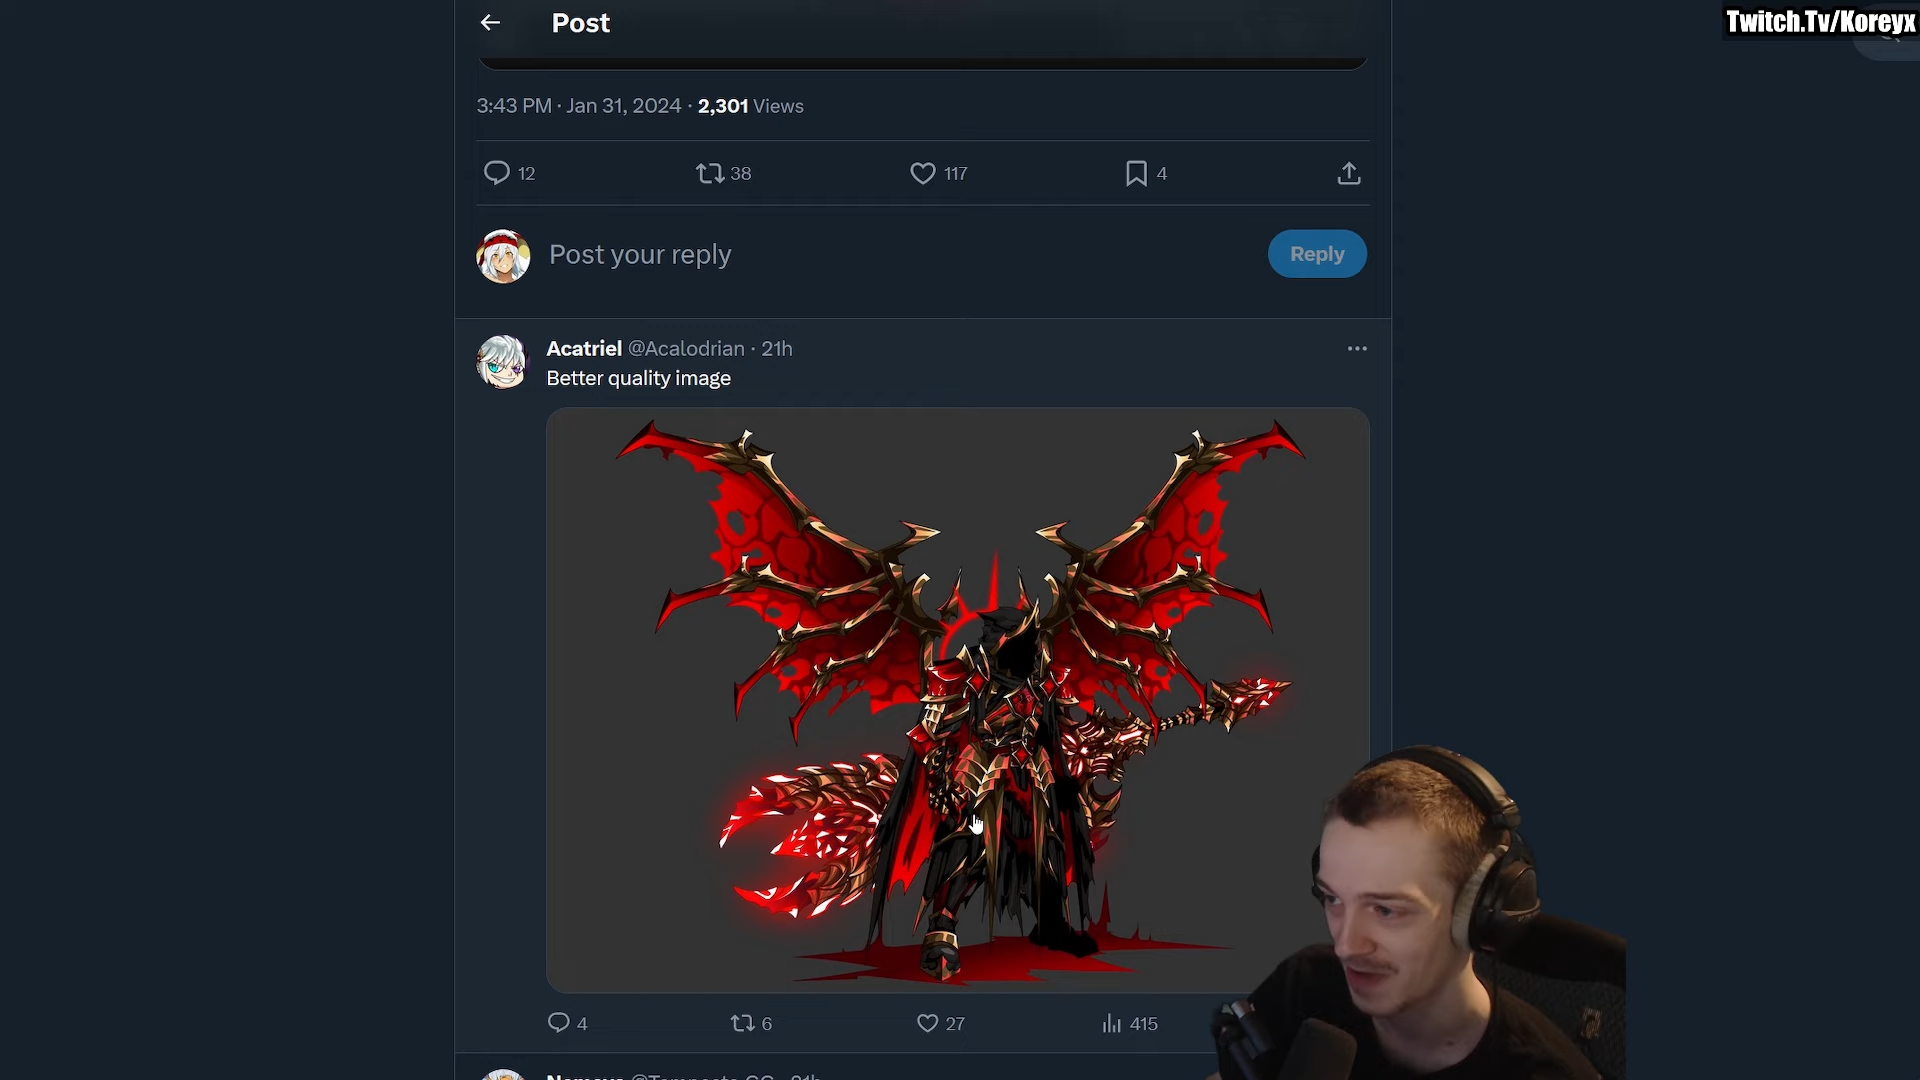 Twitch.Tv/Koreyx
Post
3:43 PM · Jan 31, 2024 · 2,301 Views
12
38
117
4
Post your reply
Reply
Acatriel @Acalodrian · 21h
Better quality image
4
6
27
415